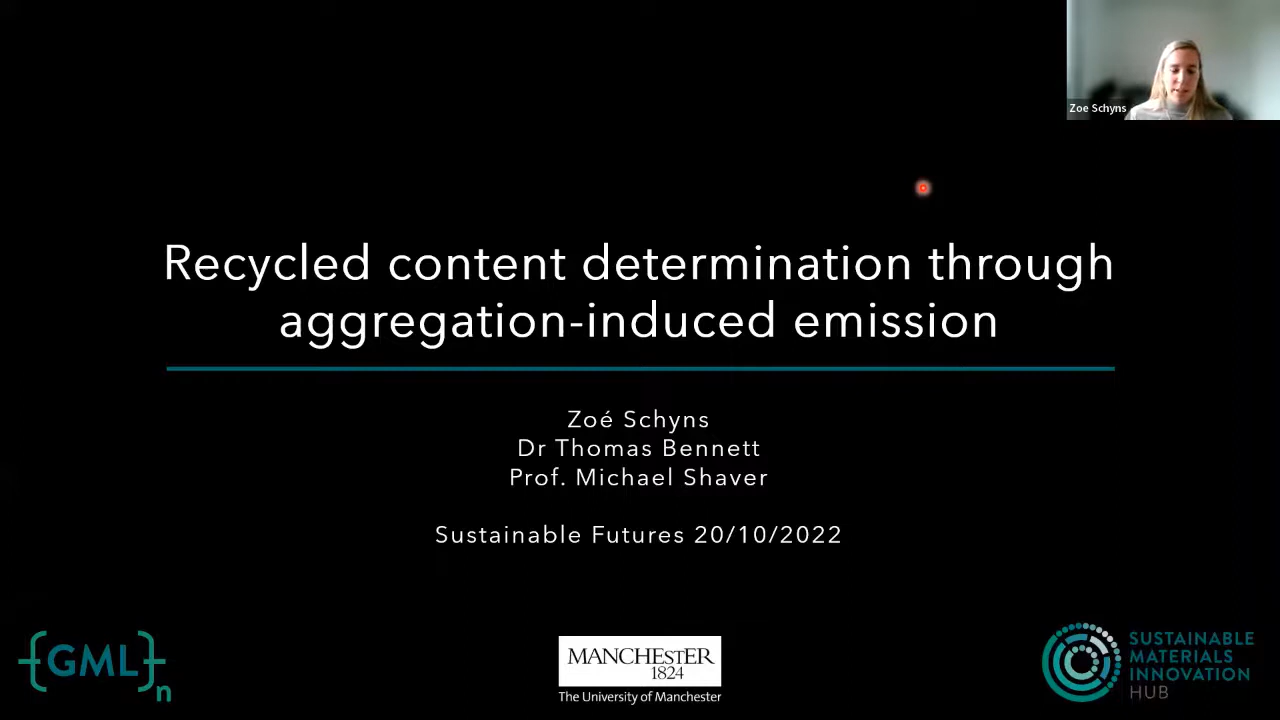 Zoe Schyns
Recycled content determination through
aggregation-induced emission
Zoé Schyns
Dr Thomas Bennett
Prof. Michael Shaver
Sustainable Futures 20/10/2022
{GML}n
MANCHESTER
1824
The University of Manchester
SUSTAINABLE
MATERIALS
INNOVATION
HUB